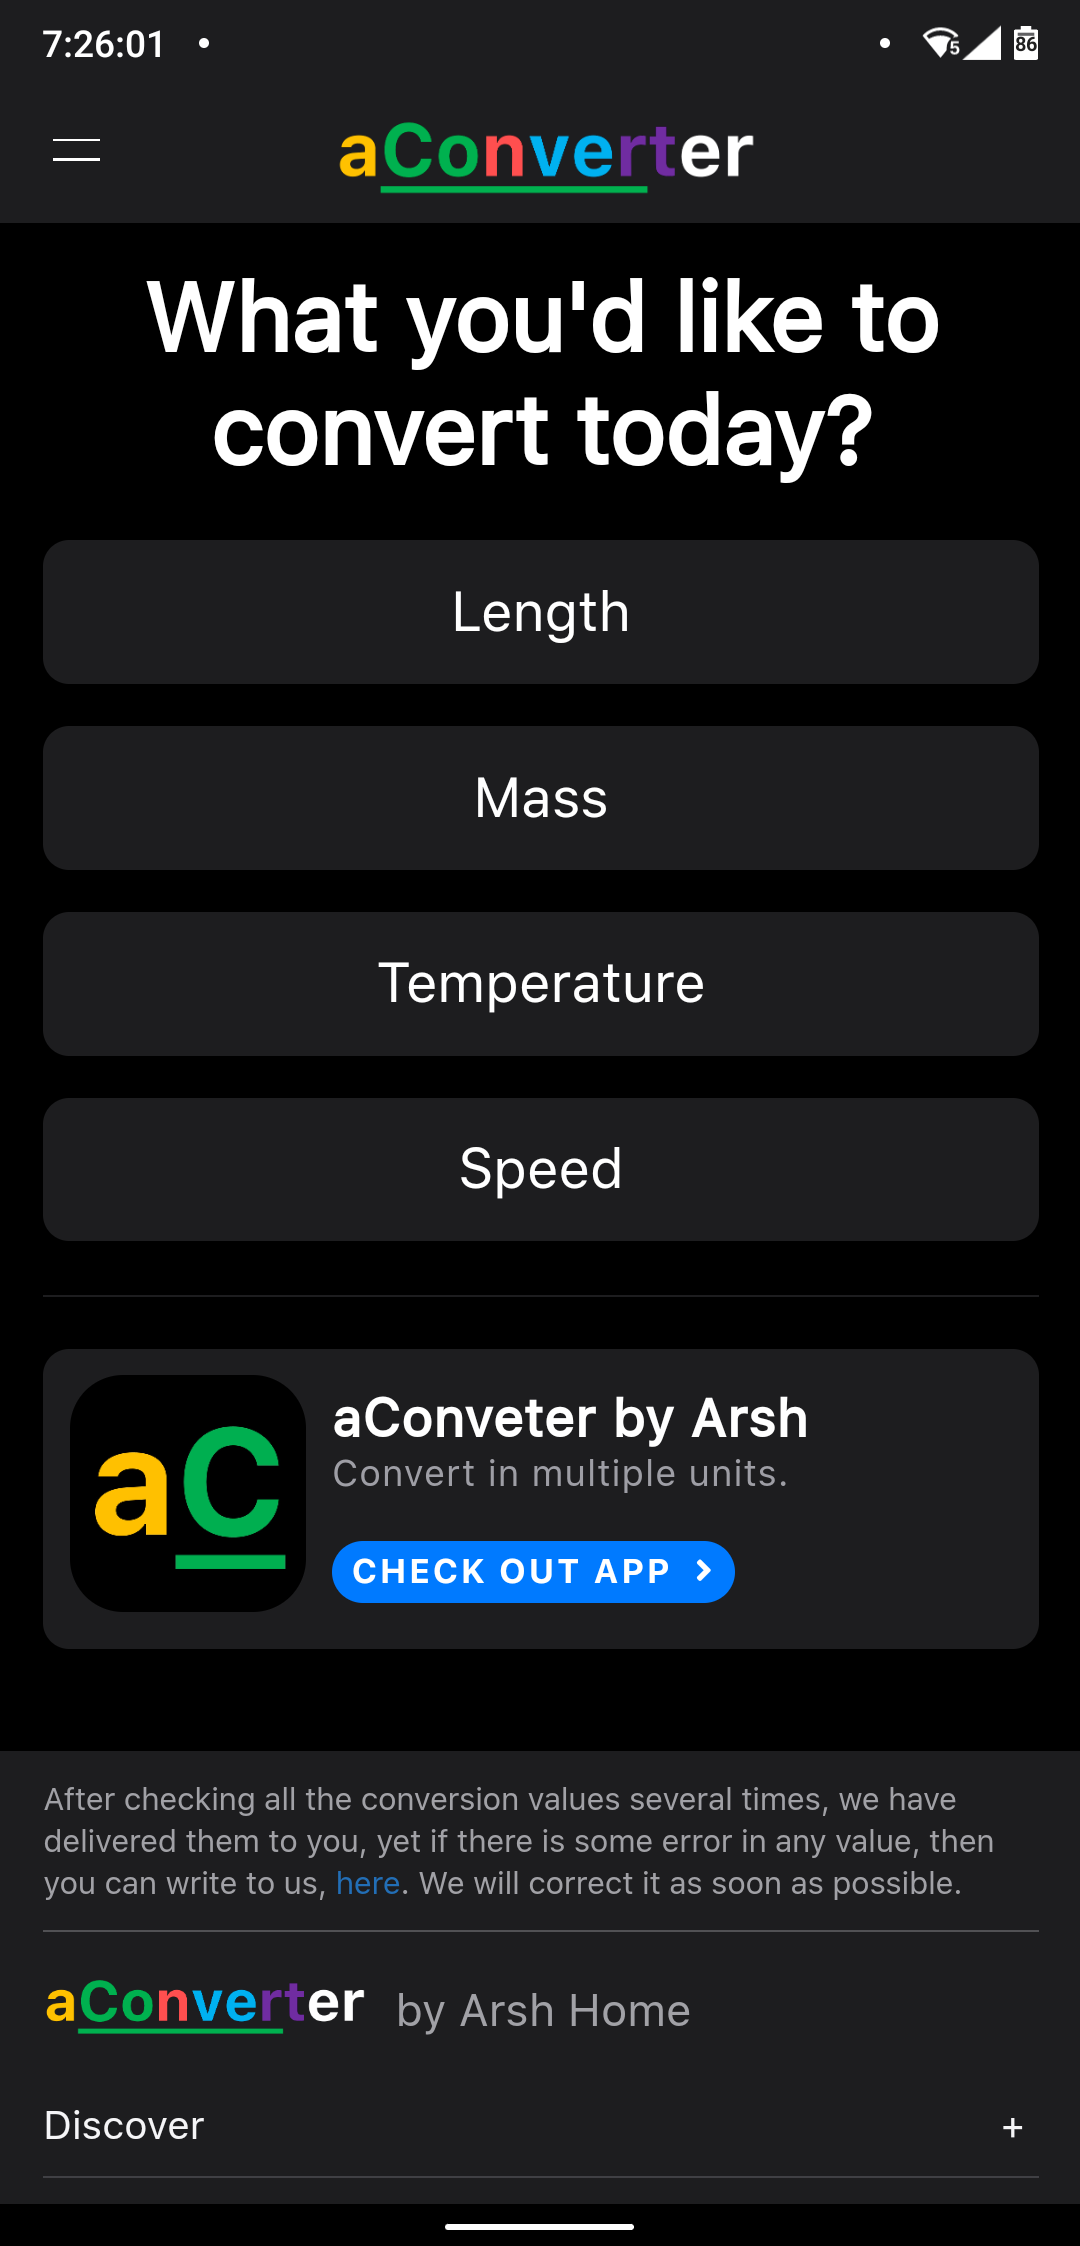 7:26:01
5
86
aConverter
What you'd like to
convert today?
Length
Mass
Temperature
Speed
aC
aConveter by Arsh
Convert in multiple units.
CHECK OUT APP
After checking all the conversion values several times, we have
delivered them to you, yet if there is some error in any value, then
you can write to us, here. We will correct it as soon as possible.
aConverter by Arsh Home
Discover +